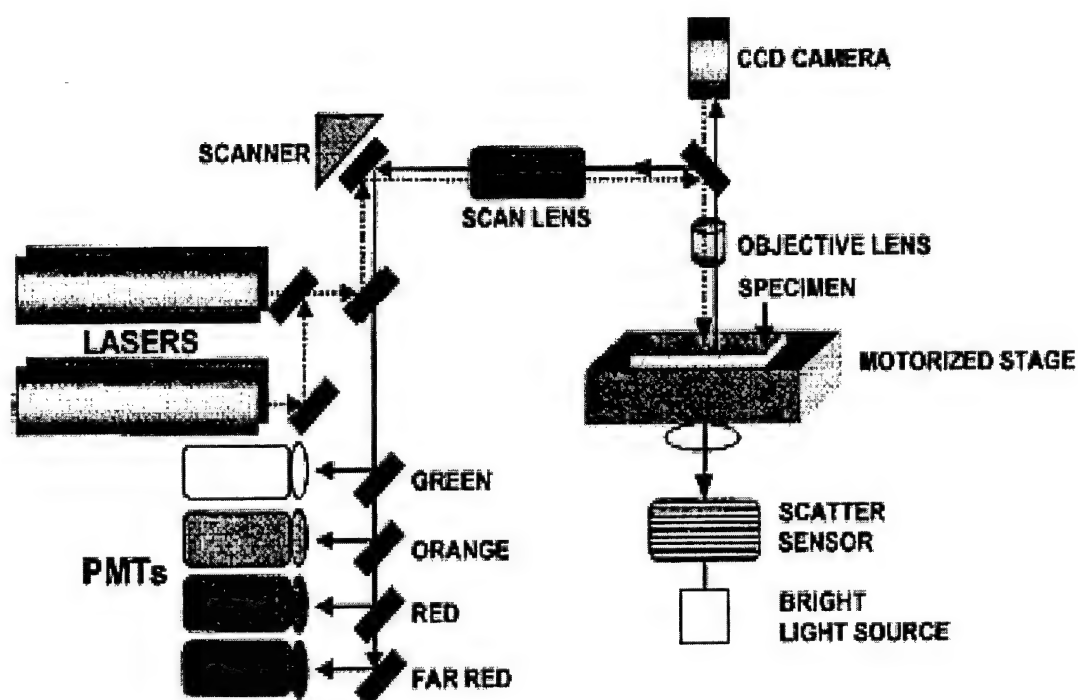 CCD CAMERA
SCANNER
SCAN LENS
OBJECTIVE LENS
SPECIMEN
LASERS
MOTORIZED STAGE
GREEN
ORANGE
PMTs
RED
FAR RED
SCATTER
SENSOR
BRIGHT
LIGHT SOURCE